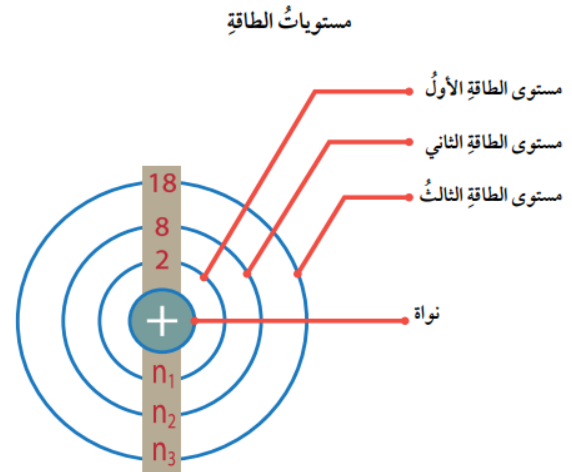 مستوياتُ الطاقةِ
مستوى الطاقةِ الأولُ
مستوى الطاقةِ الثاني
مستوى الطاقةِ الثالثُ
18
8
2
+
نواة
n₁
n₂
n₃